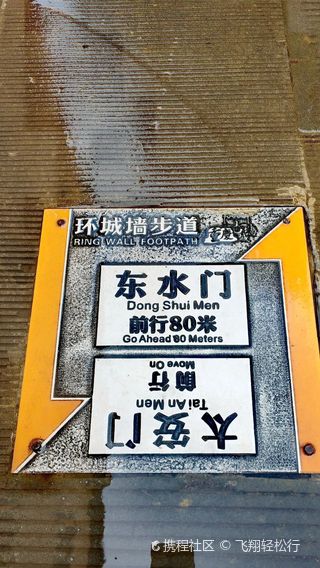 环城墙步道
RING WALL FOOTPATH
东水门
Dong Shui Men
前行80米
Go Ahead 80 Meters
太安门
Tai An Men
前行
Move On
携程社区 © 飞翔轻松行